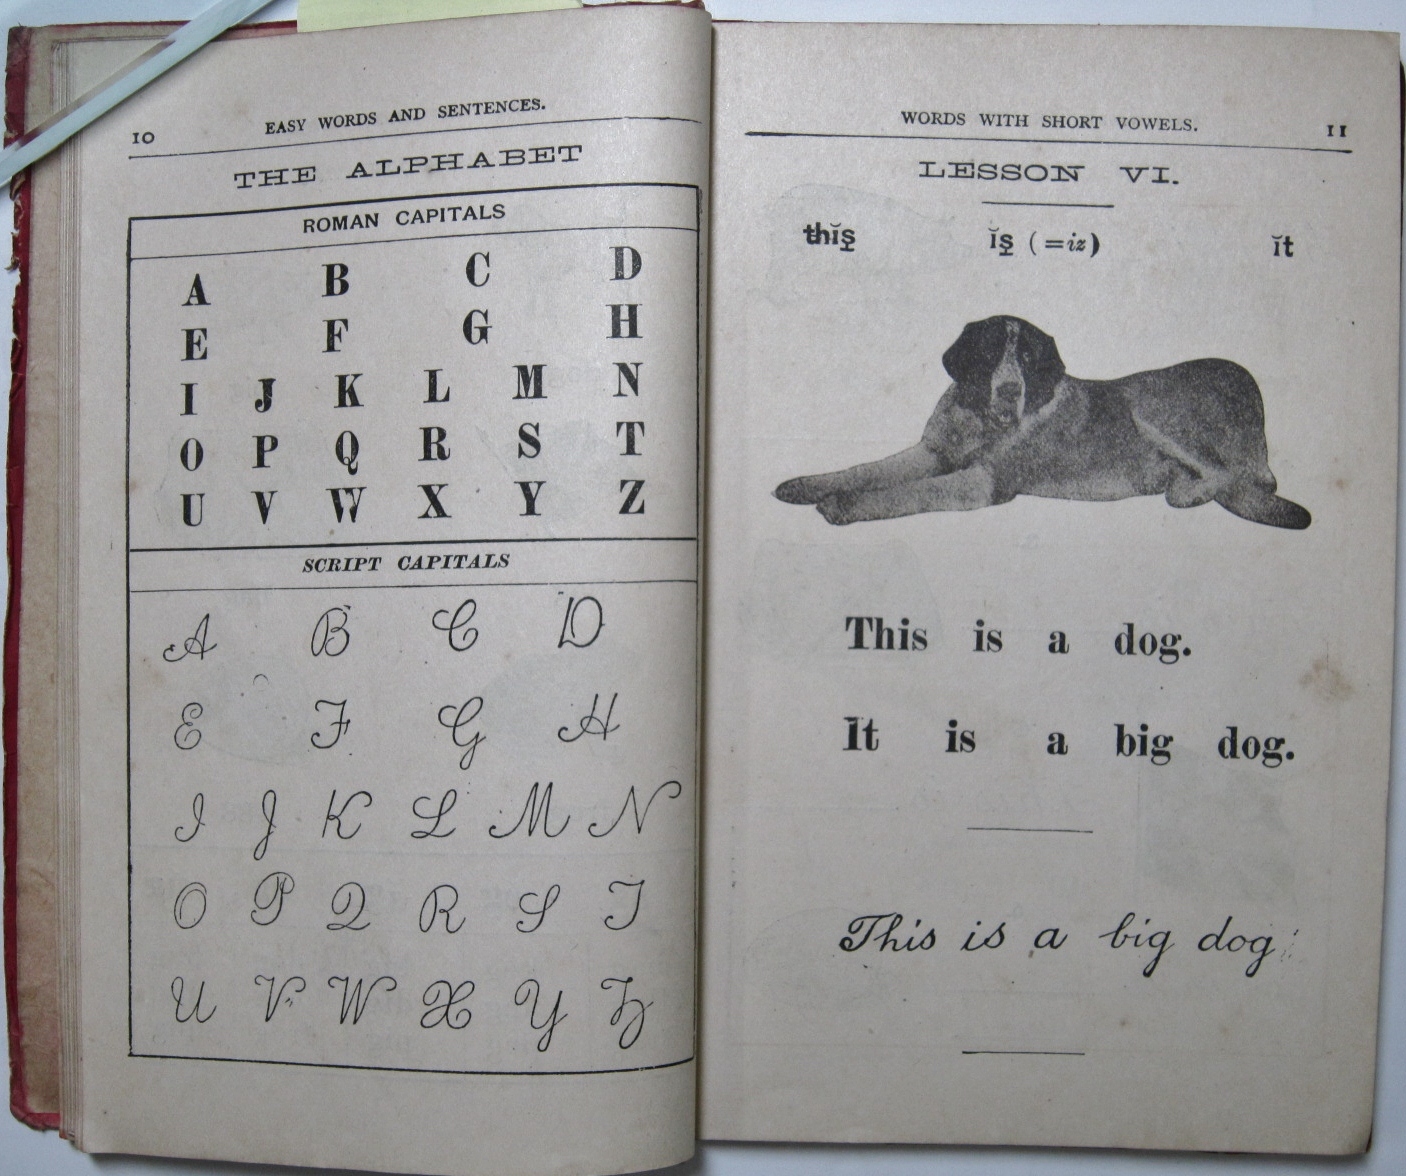 10 EASY WORDS AND SENTENCES.
THE ALPHABET
ROMAN CAPITALS
A B C D
E F G H
I J K L M N
O P Q R S T
U V W X Y Z
SCRIPT CAPITALS
A B C D
E F G H
I J K L M N
O P Q R S T
U V W X Y Z
WORDS WITH SHORT VOWELS. 11
LESSON VI.
thĭs̱ ĭs̱ (=iz) ĭt
This is a dog.
It is a big dog.
This is a big dog